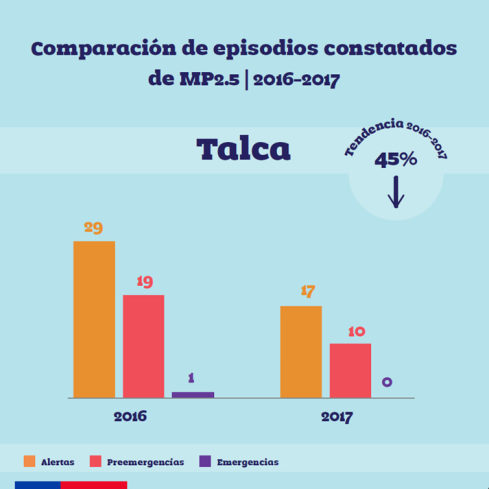 Comparación de episodios constatados
de MP2.5 | 2016-2017
Talca
Tendencia 2016-2017
45%
29
19
1
17
10
0
2016
2017
Alertas
Preemergencias
Emergencias